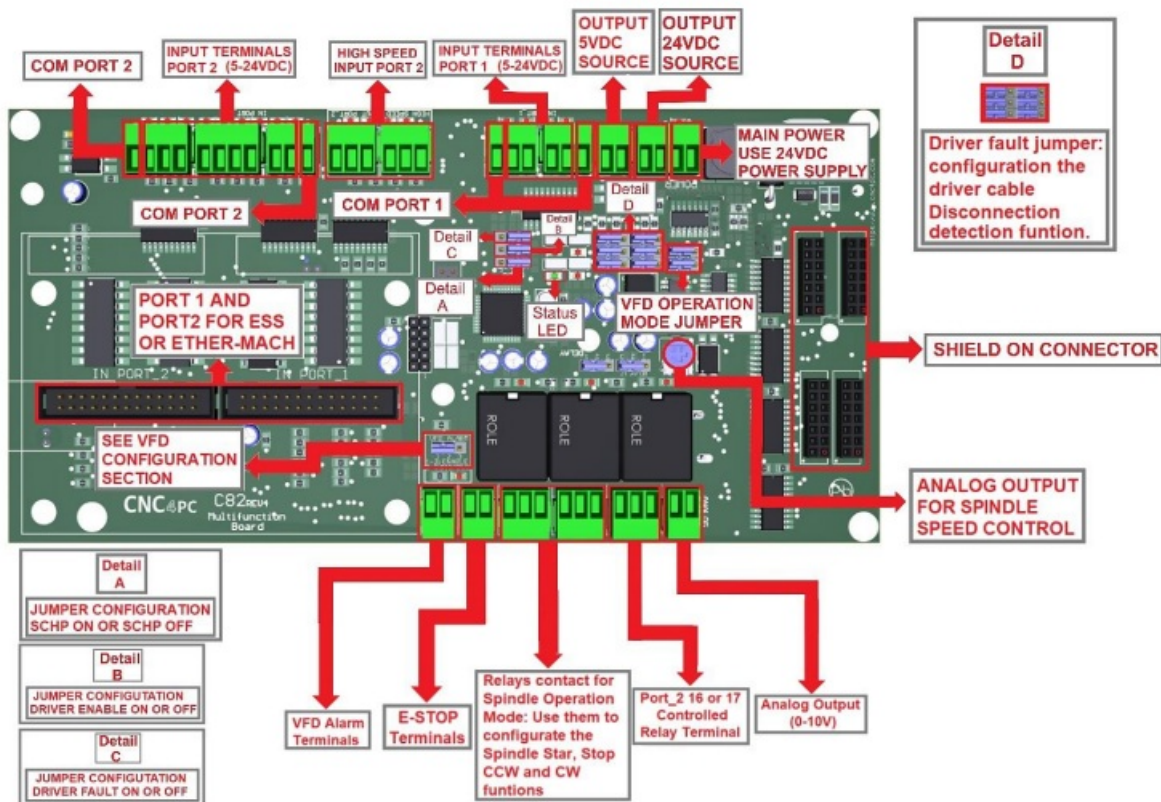 COM PORT 2
INPUT TERMINALS
PORT 2 (5-24VDC)
HIGH SPEED
INPUT PORT 2
INPUT TERMINALS
PORT 1 (5-24VDC)
OUTPUT
5VDC
SOURCE
OUTPUT
24VDC
SOURCE
Detail
D
Driver fault jumper:
configuration the
driver cable
Disconnection
detection funtion.
MAIN POWER
USE 24VDC
POWER SUPPLY
COM PORT 2
COM PORT 1
Detail
D
Detail
B
Detail
C
Detail
A
Status
LED
VFD OPERATION
MODE JUMPER
PORT 1 AND
PORT2 FOR ESS
OR ETHER-MACH
IN PORT_2
IN PORT_1
SHIELD ON CONNECTOR
SEE VFD
CONFIGURATION
SECTION
ROLE
ROLE
ROLE
CNC4PC
C82REV4
Multifunction
Board
Pb
ANALOG OUTPUT
FOR SPINDLE
SPEED CONTROL
Detail
A
JUMPER CONFIGURATION
SCHP ON OR SCHP OFF
Detail
B
JUMPER CONFIGUTATION
DRIVER ENABLE ON OR OFF
Detail
C
JUMPER CONFIGUTATION
DRIVER FAULT ON OR OFF
VFD Alarm
Terminals
E-STOP
Terminals
Relays contact for
Spindle Operation
Mode: Use them to
configurate the
Spindle Star, Stop
CCW and CW
funtions
Port_2 16 or 17
Controlled
Relay Terminal
Analog Output
(0-10V)